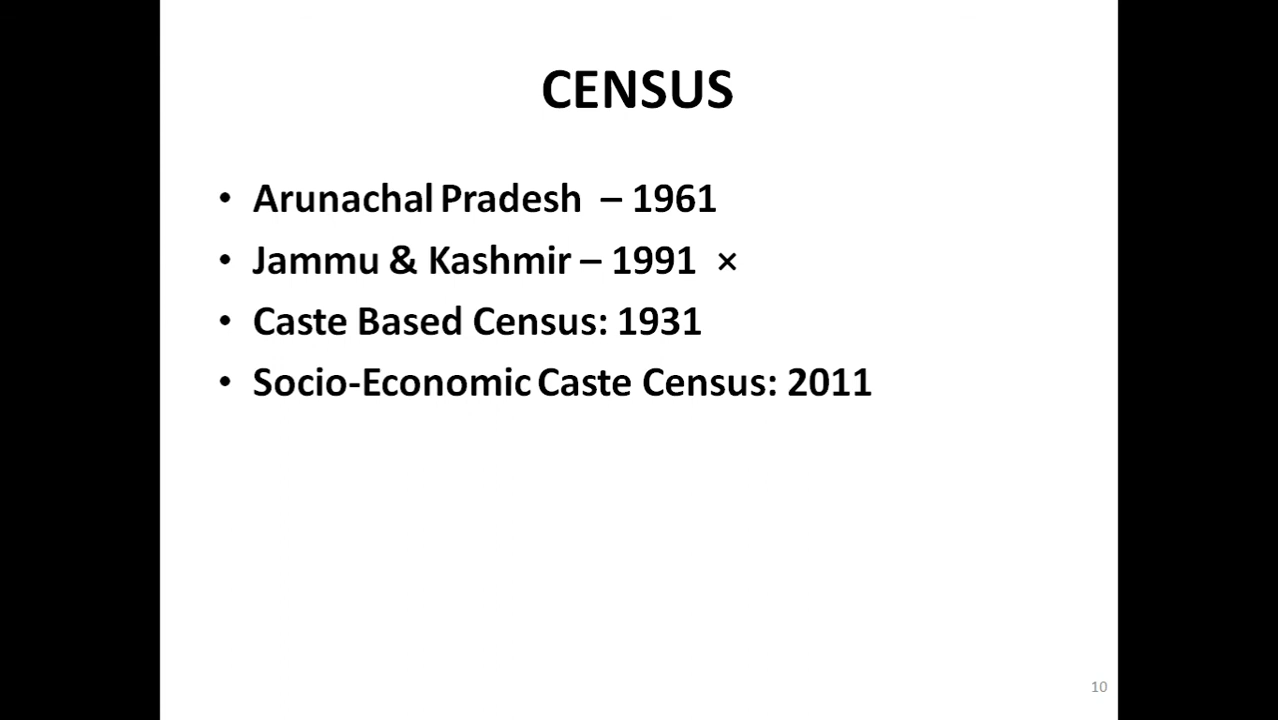 CENSUS
• Arunachal Pradesh – 1961
• Jammu & Kashmir – 1991 ×
• Caste Based Census: 1931
• Socio-Economic Caste Census: 2011
10